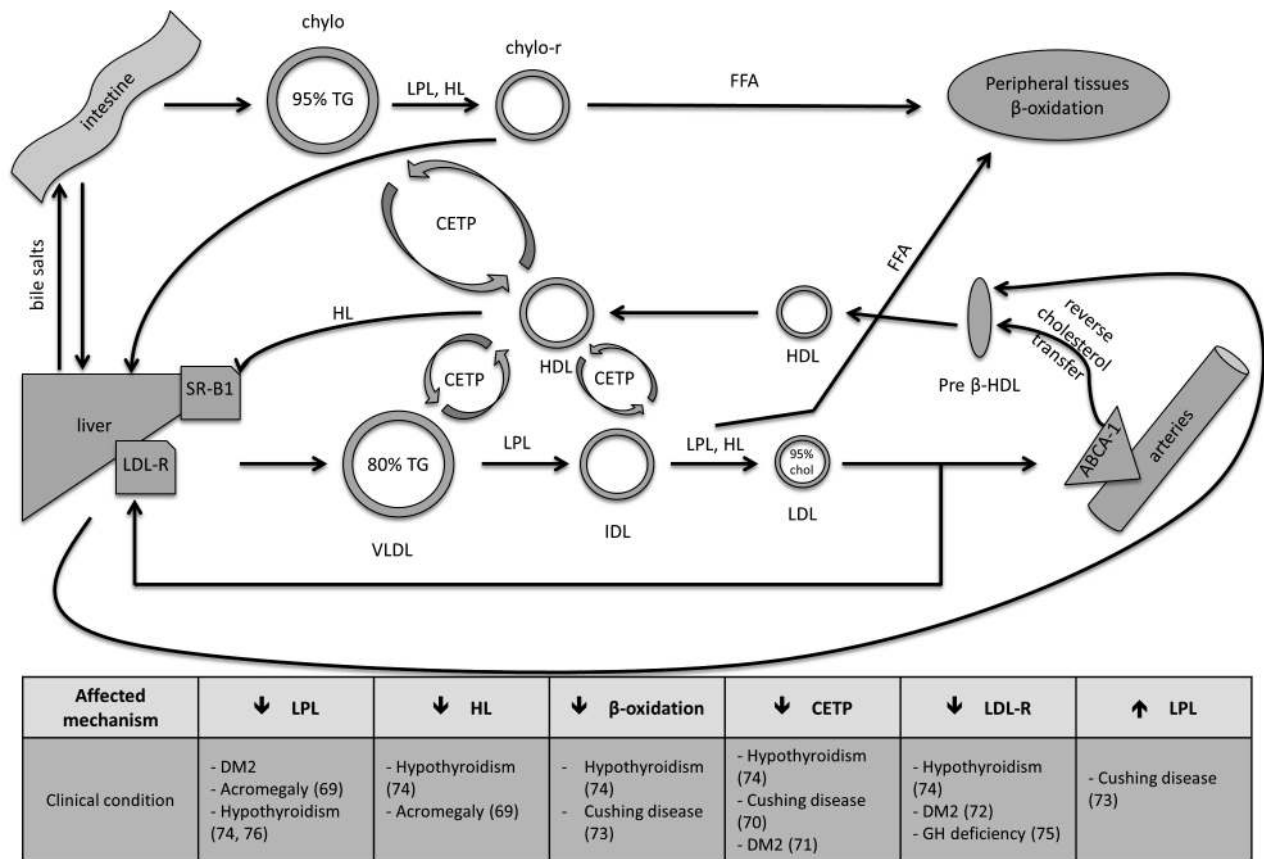 chylo
chylo-r
intestine
95% TG
LPL, HL
FFA
Peripheral tissues
β-oxidation
CETP
bile salts
FFA
HL
HDL
HDL
Pre β-HDL
reverse
cholesterol
transfer
SR-B1
liver
LDL-R
CETP
CETP
80% TG
VLDL
LPL
IDL
LPL, HL
95%
chol
LDL
ABCA-1
arteries
Affected
mechanism
↓ LPL
↓ HL
↓ β-oxidation
↓ CETP
↓ LDL-R
↑ LPL
Clinical condition
- DM2
- Acromegaly (69)
- Hypothyroidism
(74, 76)
- Hypothyroidism
(74)
- Acromegaly (69)
- Hypothyroidism
(74)
- Cushing disease
(73)
- Hypothyroidism
(74)
- Cushing disease
(70)
- DM2 (71)
- Hypothyroidism
(74)
- DM2 (72)
- GH deficiency (75)
- Cushing disease
(73)